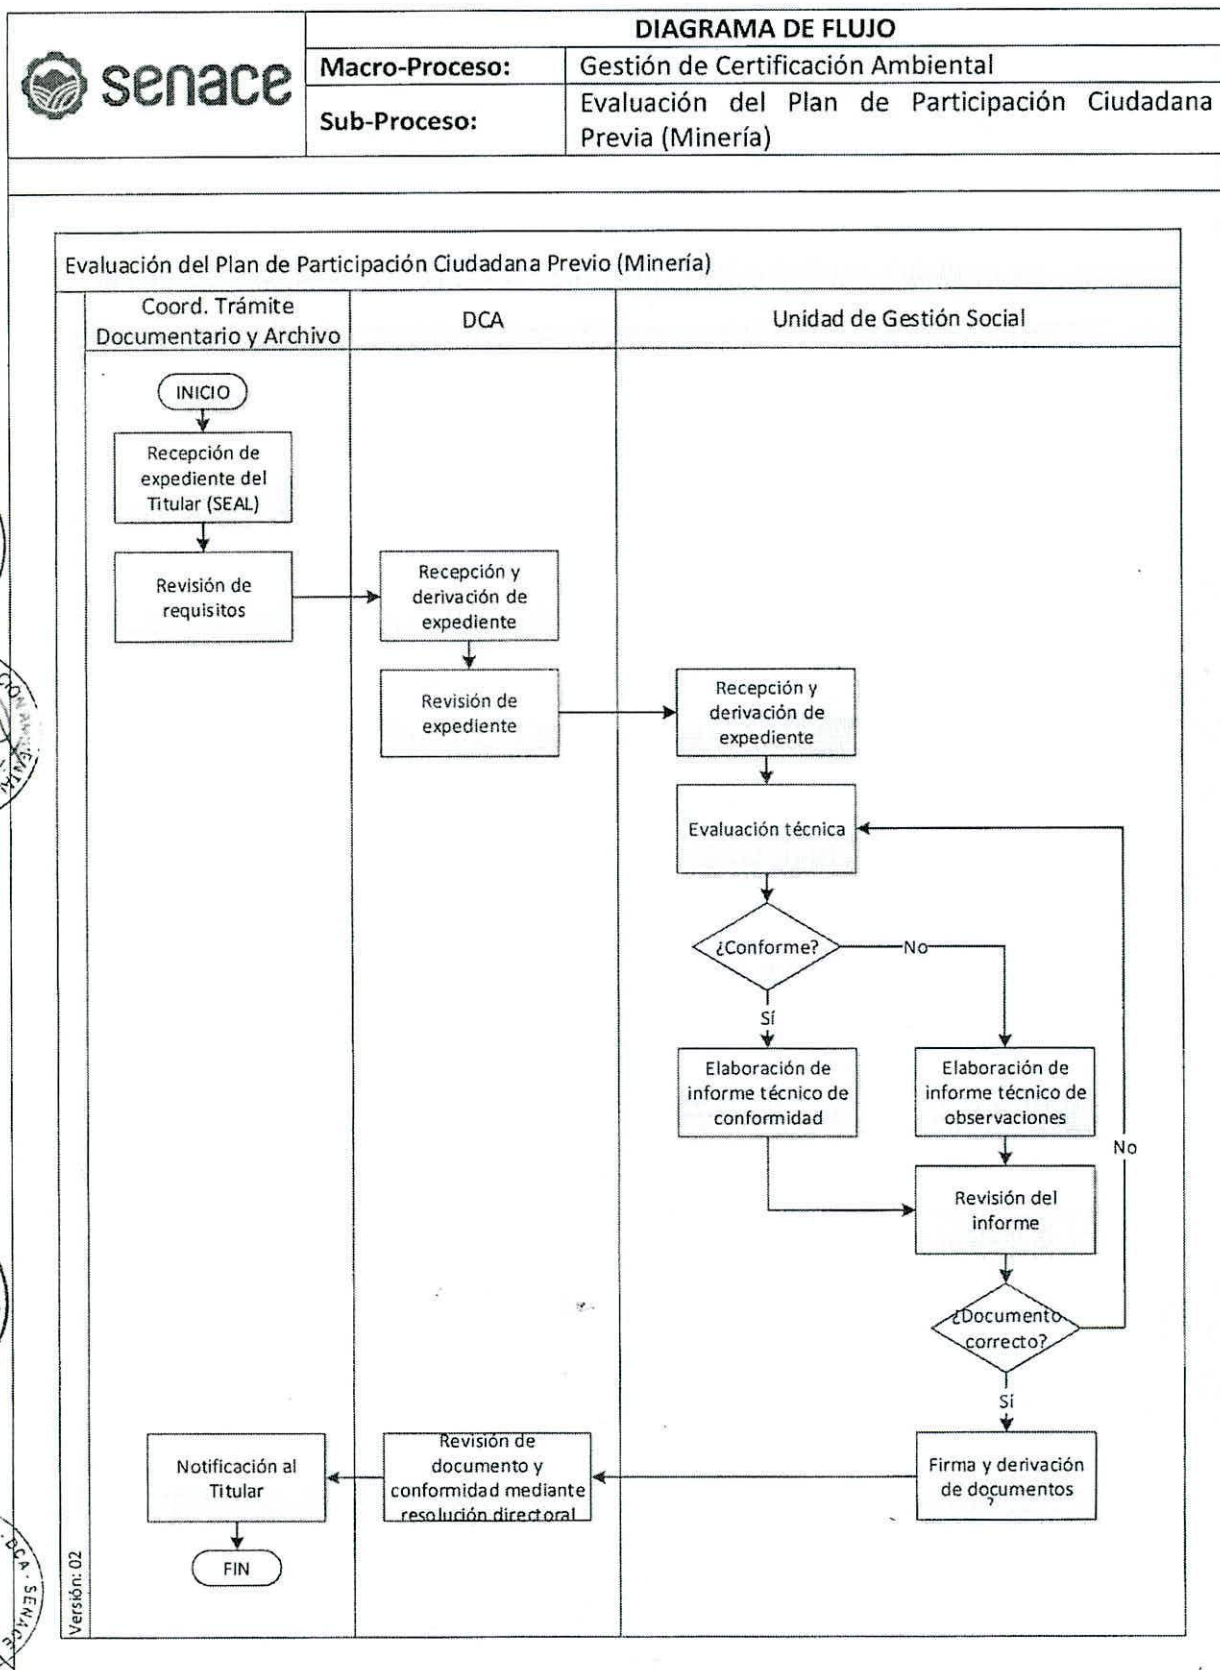 senace
DIAGRAMA DE FLUJO
Macro-Proceso:
Gestión de Certificación Ambiental
Sub-Proceso:
Evaluación del Plan de Participación Ciudadana
Previa (Minería)
Evaluación del Plan de Participación Ciudadana Previo (Minería)
Coord. Trámite
Documentario y Archivo
DCA
Unidad de Gestión Social
INICIO
Recepción de
expediente del
Titular (SEAL)
Revisión de
requisitos
Recepción y
derivación de
expediente
Revisión de
expediente
Recepción y
derivación de
expediente
Evaluación técnica
¿Conforme?
No
Sí
Elaboración de
informe técnico de
conformidad
Elaboración de
informe técnico de
observaciones
No
Revisión del
informe
¿Documento
correcto?
Sí
Firma y derivación
de documentos
?
Revisión de
documento y
conformidad mediante
resolución directoral
Notificación al
Titular
FIN
Versión: 02
DCA - SENACE